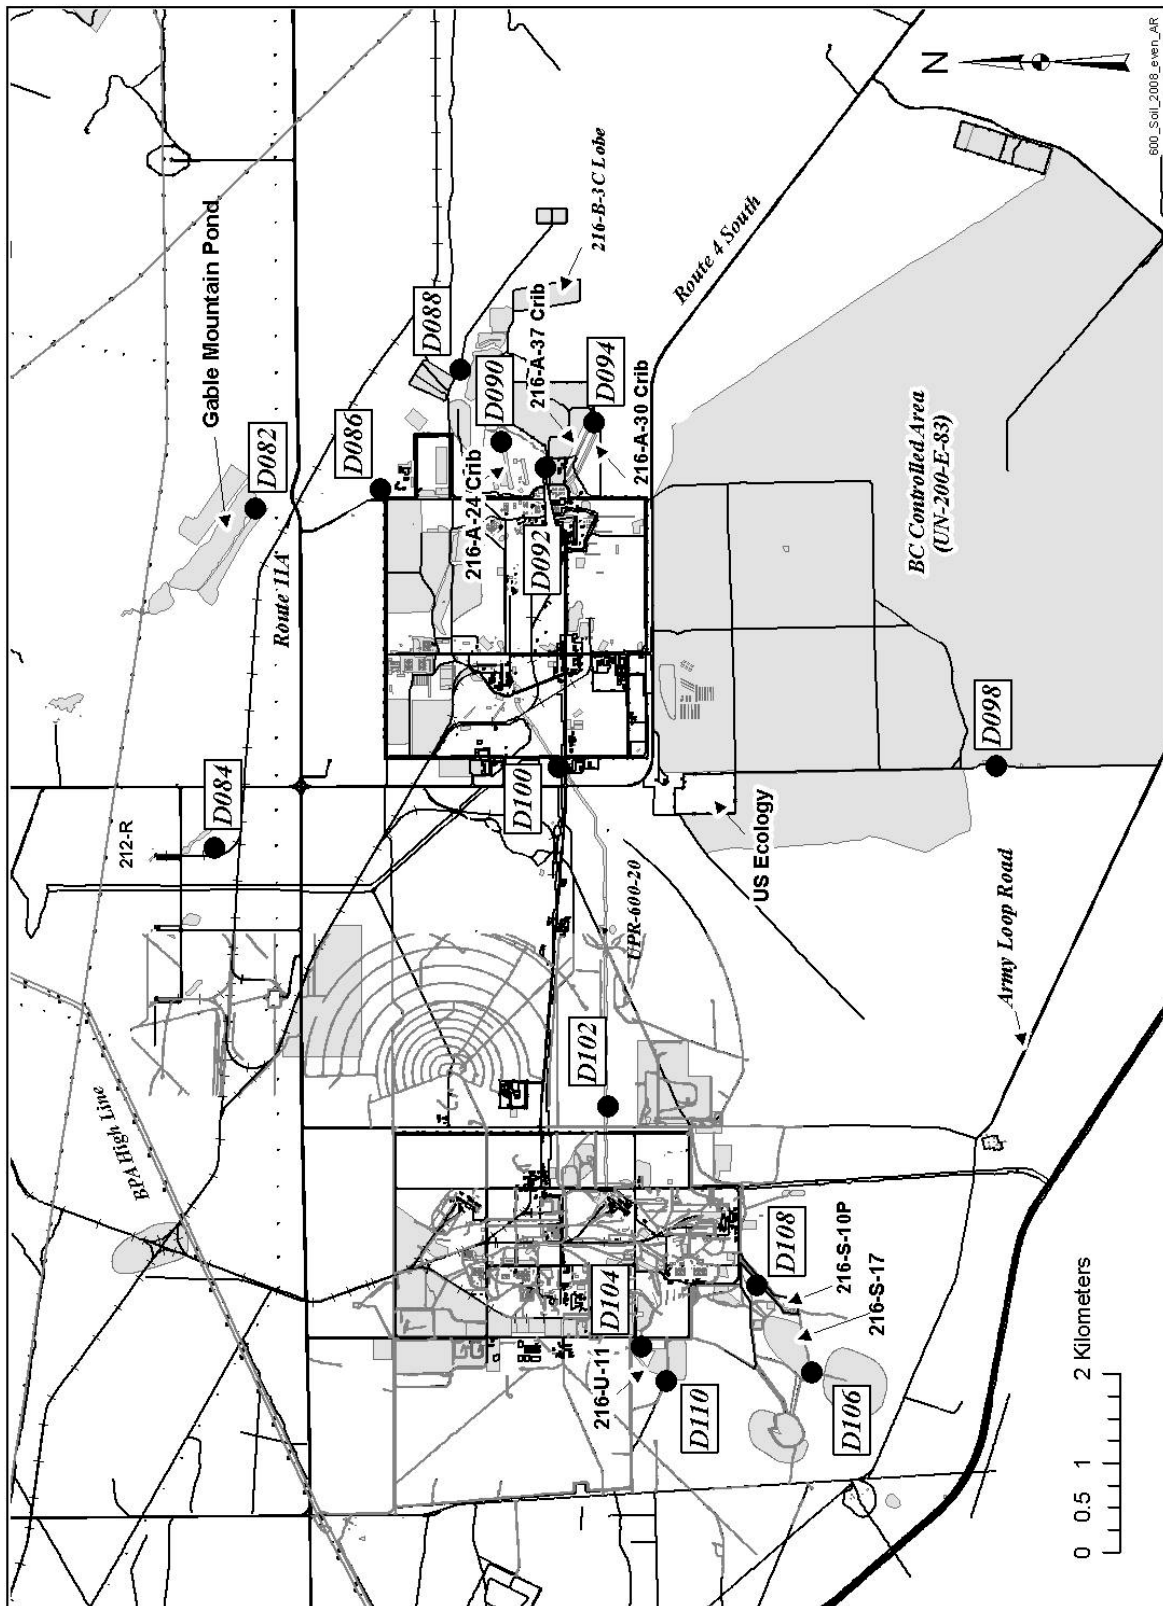 BPA High Line
212-R
D084
Gable Mountain Pond
D082
Route 11A
D086
D088
D090
216-A-24 Crib
216-A-37 Crib
216-B-3C Lobe
D092
D094
216-A-30 Crib
D100
D102
UPR-600-20
D104
216-U-11
D110
D108
216-S-10P
216-S-17
D106
US Ecology
Route 4 South
BC Controlled Area
(UN-200-E-83)
D098
Army Loop Road
0 0.5 1 2 Kilometers
N
600_Soil_2008_even_AR